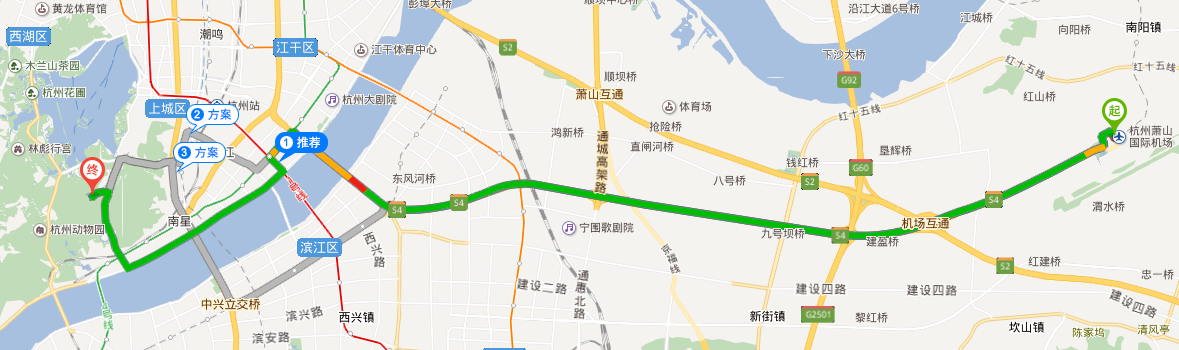 黄龙体育馆
西湖区
木兰山茶园
杭州花圃
林彪行宫
终
杭州动物园
潮鸣
上城区
杭州站
2 方案
3 方案
江
1 推荐
1号线
南星
1号线
中兴立交桥
江干区
江干体育中心
杭州大剧院
彭埠大桥
S2
东风河桥
S4
S4
西兴路
滨江区
滨兴路
滨安路
西兴镇
建设二路
通惠北路
顺坝桥
萧山互通
鸿新桥
通城高架路
宁围歌剧院
京福线
体育场
抢险桥
直闸河桥
八号桥
钱红桥
S2
九号坝桥
S4
建盈桥
建设四路
建设四路
新街镇
G2501
黎红桥
沿江大道6号桥
下沙大桥
G92
红十五线
G60
垦辉桥
机场互通
S4
S2
红建桥
坎山镇
江城桥
向阳桥
南阳镇
红十五线
红十五线
红山桥
起
杭州萧山
国际机场
渭水桥
忠一桥
建设四路
陈家坞
清风亭